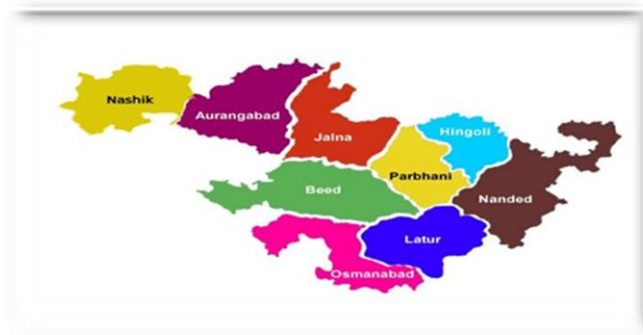 Nashik
Aurangabad
Jalna
Hingoli
Parbhani
Beed
Nanded
Latur
Osmanabad